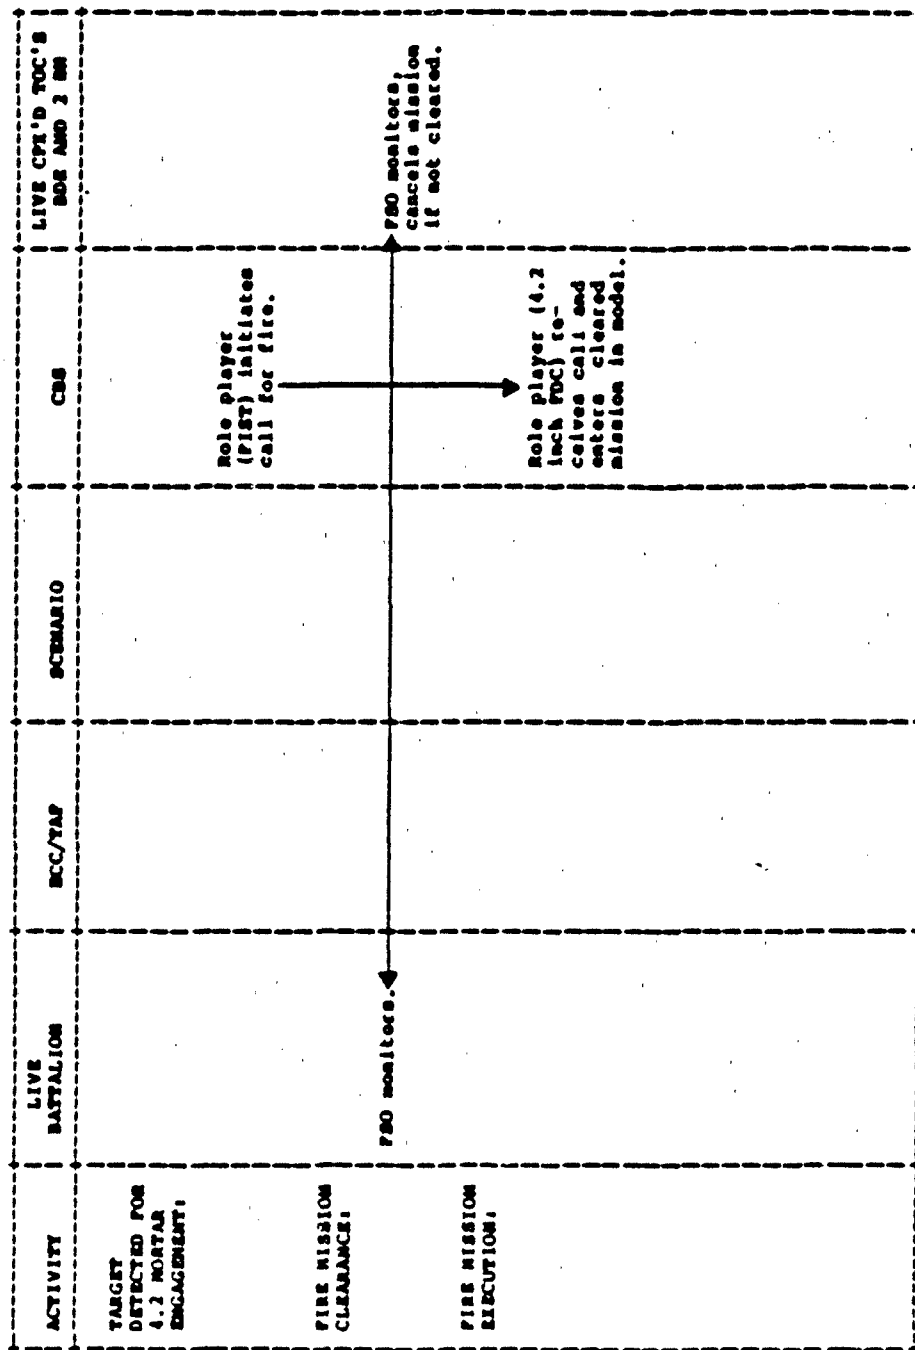 ACTIVITY
LIVE
BATTALION
ECC/TAF
SCENARIO
CBS
LIVE CPX'D TOC'S
BDE AND 2 BN
TARGET
DETECTED FOR
4.2 MORTAR
ENGAGEMENT:
Role player
(FIST) initiates
call for fire.
FIRE MISSION
CLEARANCE:
FSO monitors.
FSO monitors,
cancels mission
if not cleared.
FIRE MISSION
EXECUTION:
Role player (4.2
inch FDC) re-
ceives call and
enters cleared
mission in model.